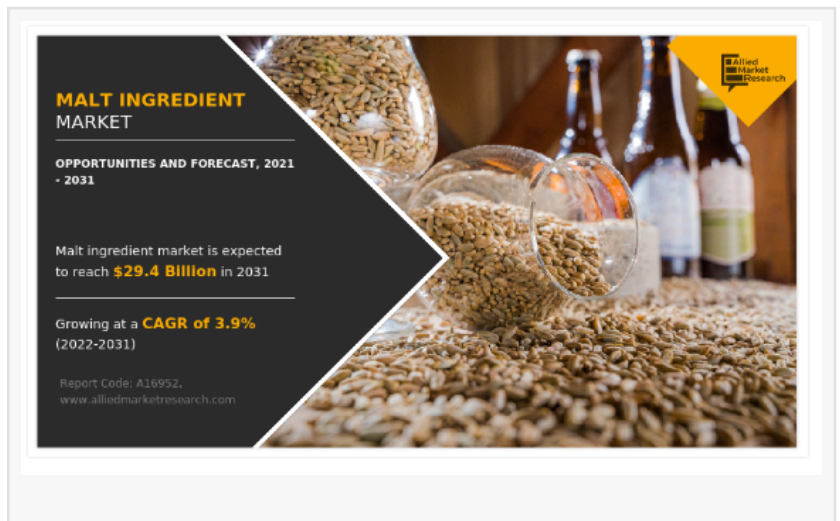 MALT INGREDIENT
MARKET
OPPORTUNITIES AND FORECAST, 2021
- 2031
Malt ingredient market is expected
to reach $29.4 Billion in 2031
Growing at a CAGR of 3.9%
(2022-2031)
Report Code: A16952,
www.alliedmarketresearch.com
Allied
Market
Research